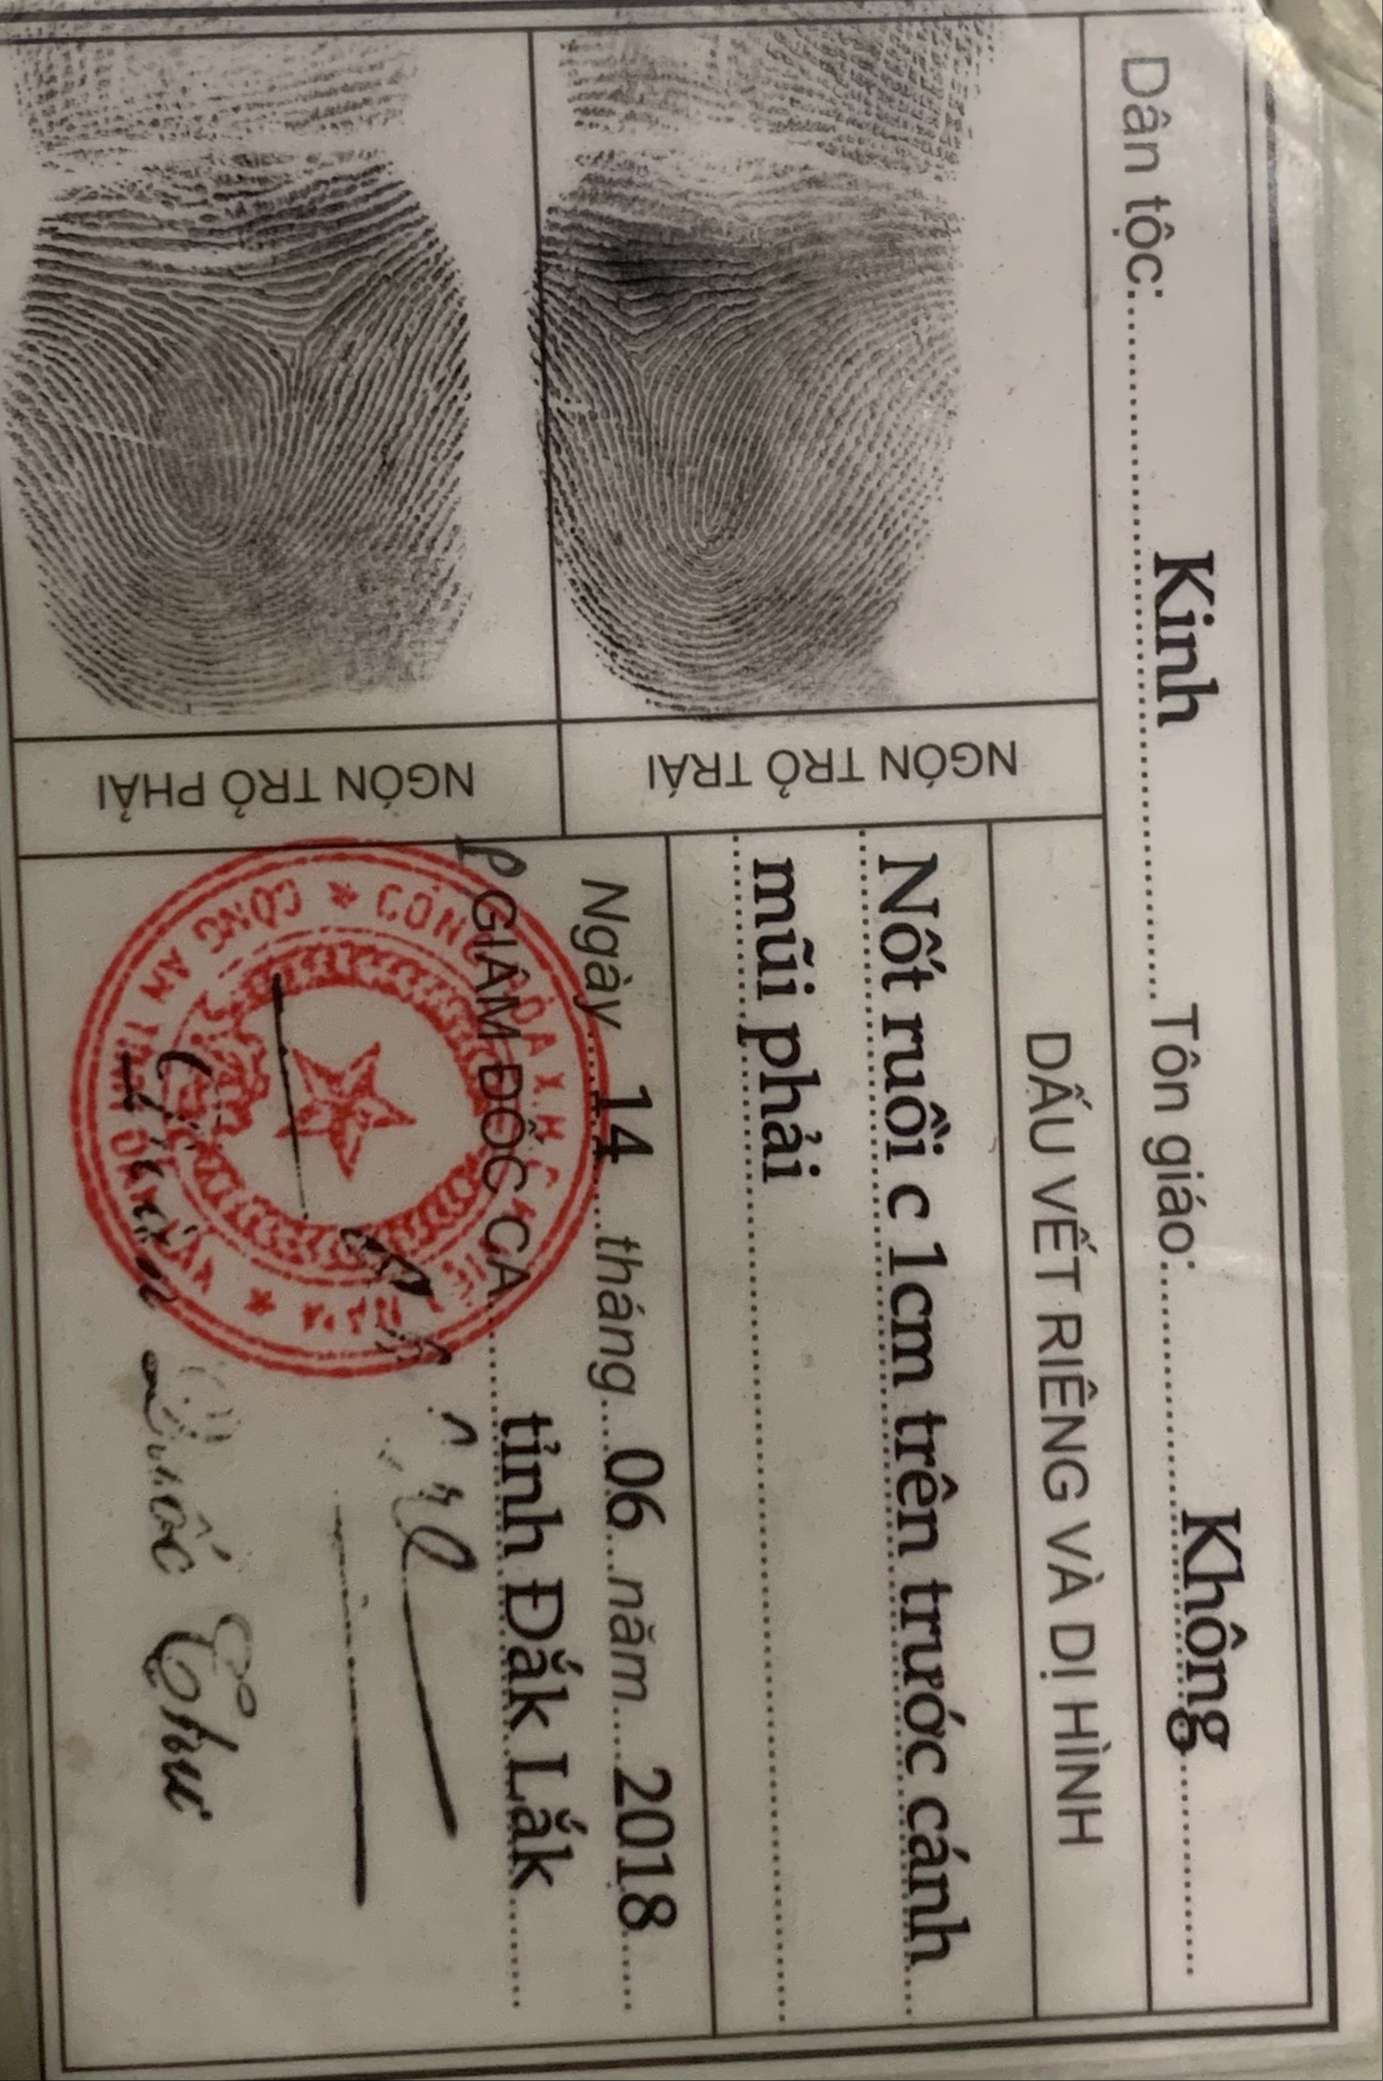 Dân tộc: Kinh Tôn giáo: Không
NGÓN TRỎ TRÁI
NGÓN TRỎ PHẢI
DẤU VẾT RIÊNG VÀ DỊ HÌNH
Nốt ruồi c 1cm trên trước cánh
mũi phải
Ngày 14 tháng 06 năm 2018
P GIÁM ĐỐC CA tỉnh Đắk Lắk
Quốc Thư